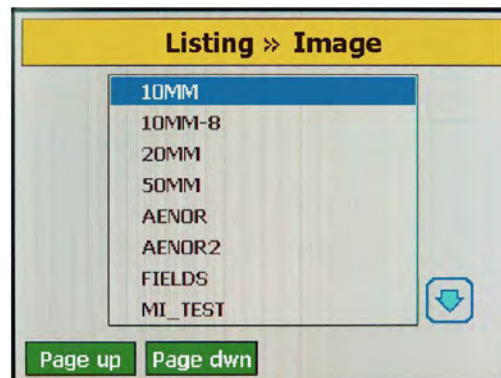 Listing » Image
10MM
10MM-8
20MM
50MM
AENOR
AENOR2
FIELDS
MI_TEST
Page up Page dwn